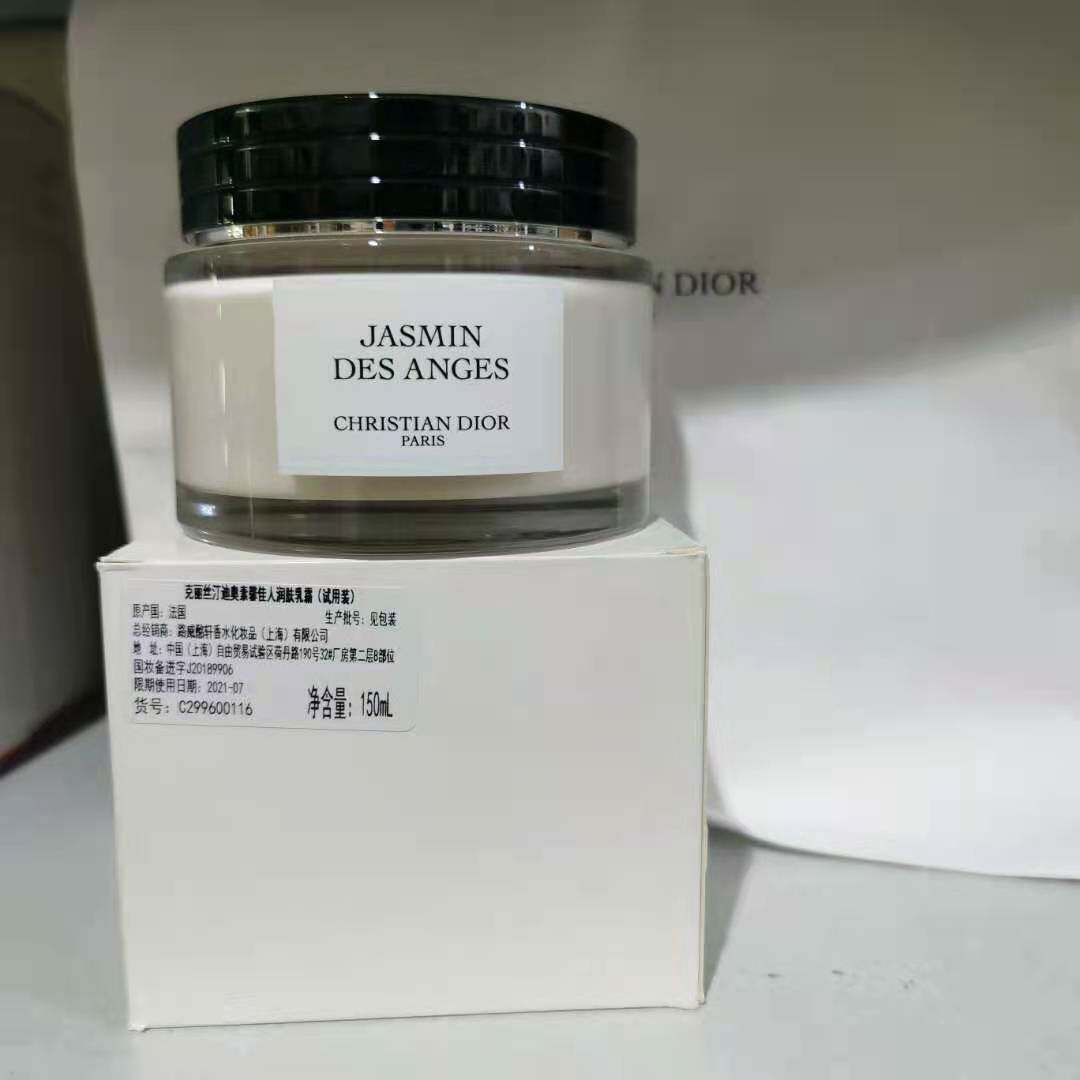 JASMIN
DES ANGES
CHRISTIAN DIOR
PARIS
N DIOR
克丽丝汀迪奥素馨佳人润肤乳霜（试用装）
原产国：法国 生产批号：见包装
总经销商：路威酩轩香水化妆品（上海）有限公司
地 址：中国（上海）自由贸易试验区荷丹路190号32#厂房第二层B部位
国妆备进字J20189906
限期使用日期：2021-07
货号：C299600116 净含量：150mL